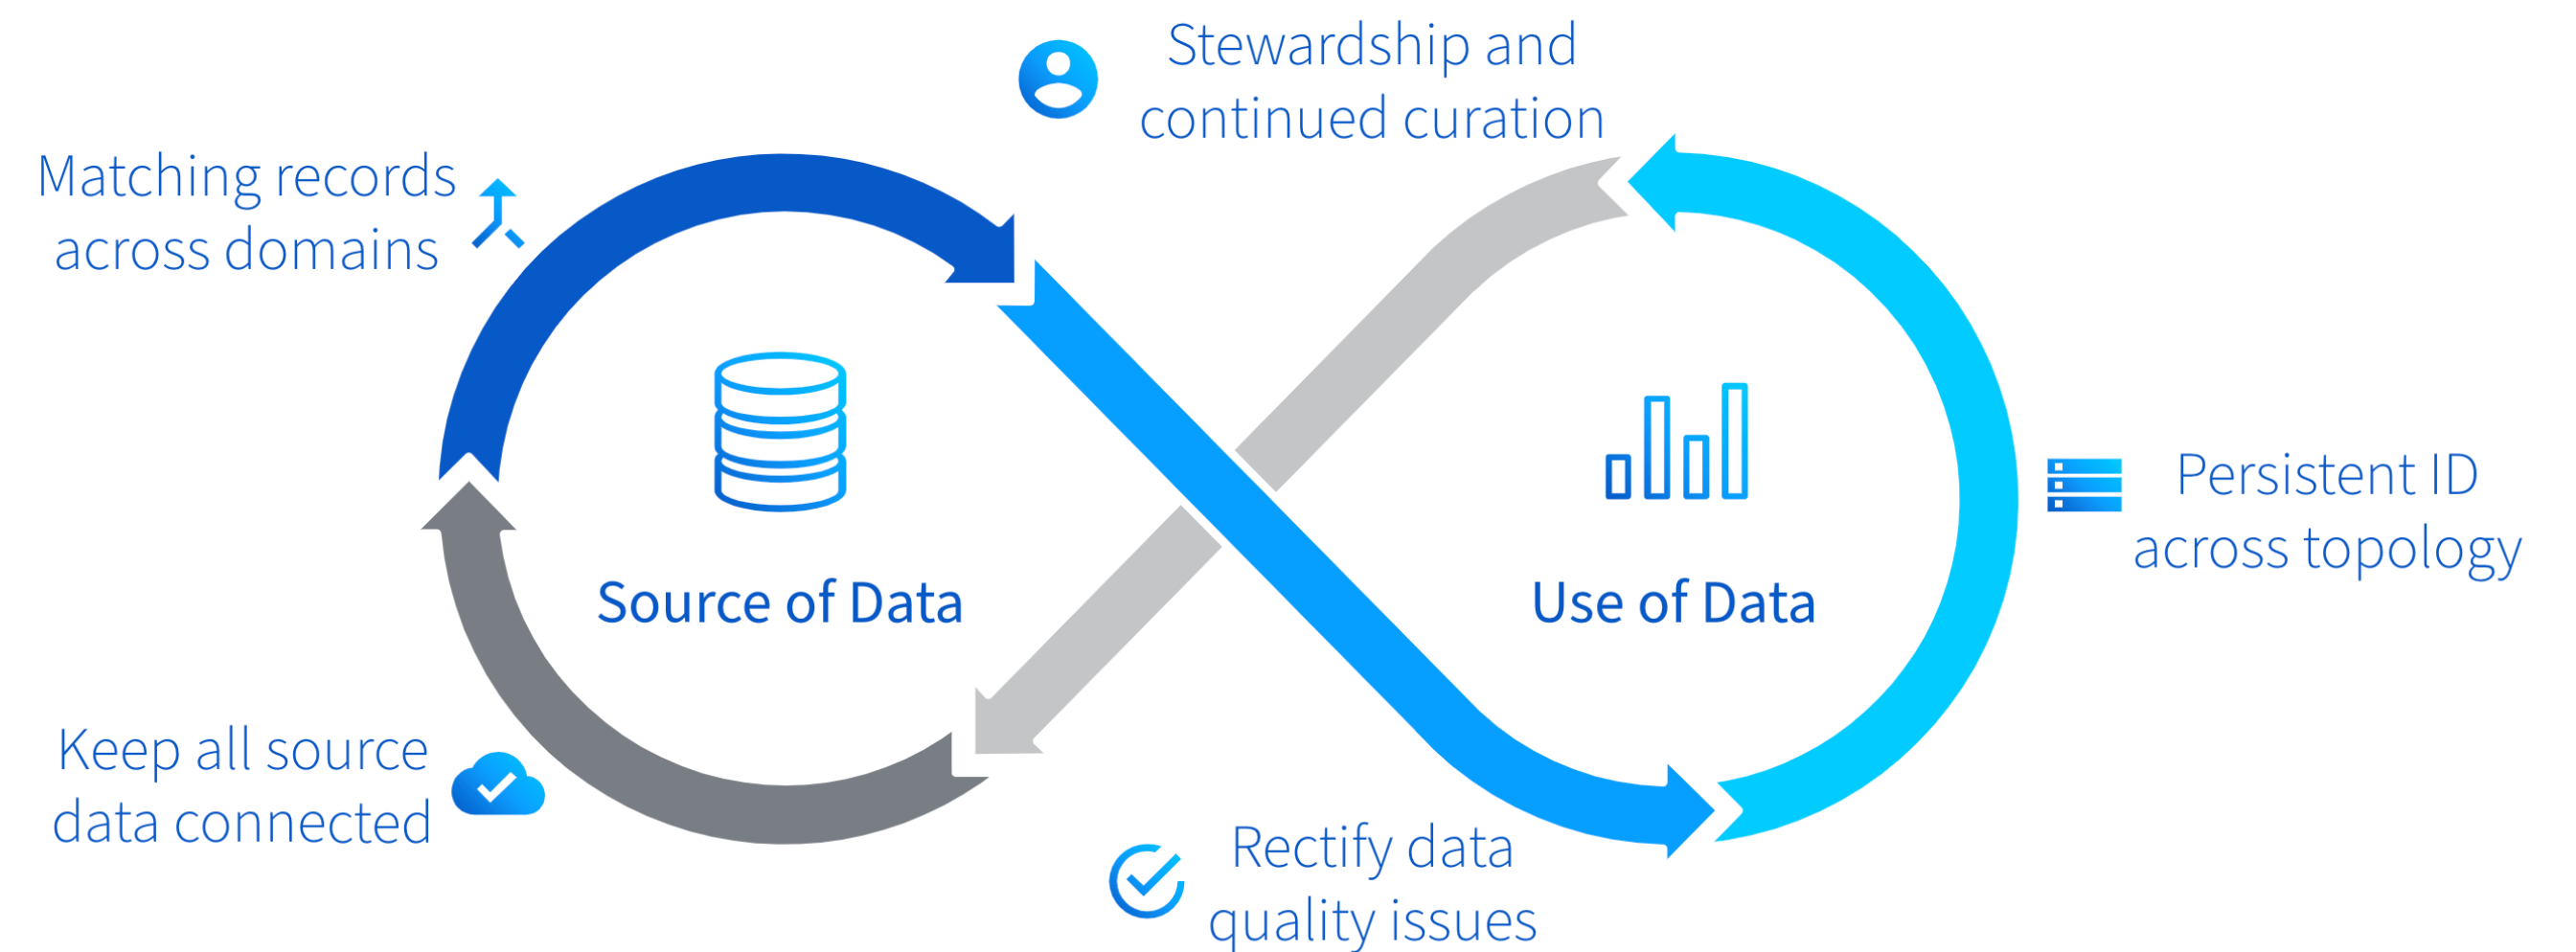 Stewardship and
continued curation
Matching records
across domains
Source of Data
Use of Data
Persistent ID
across topology
Keep all source
data connected
Rectify data
quality issues